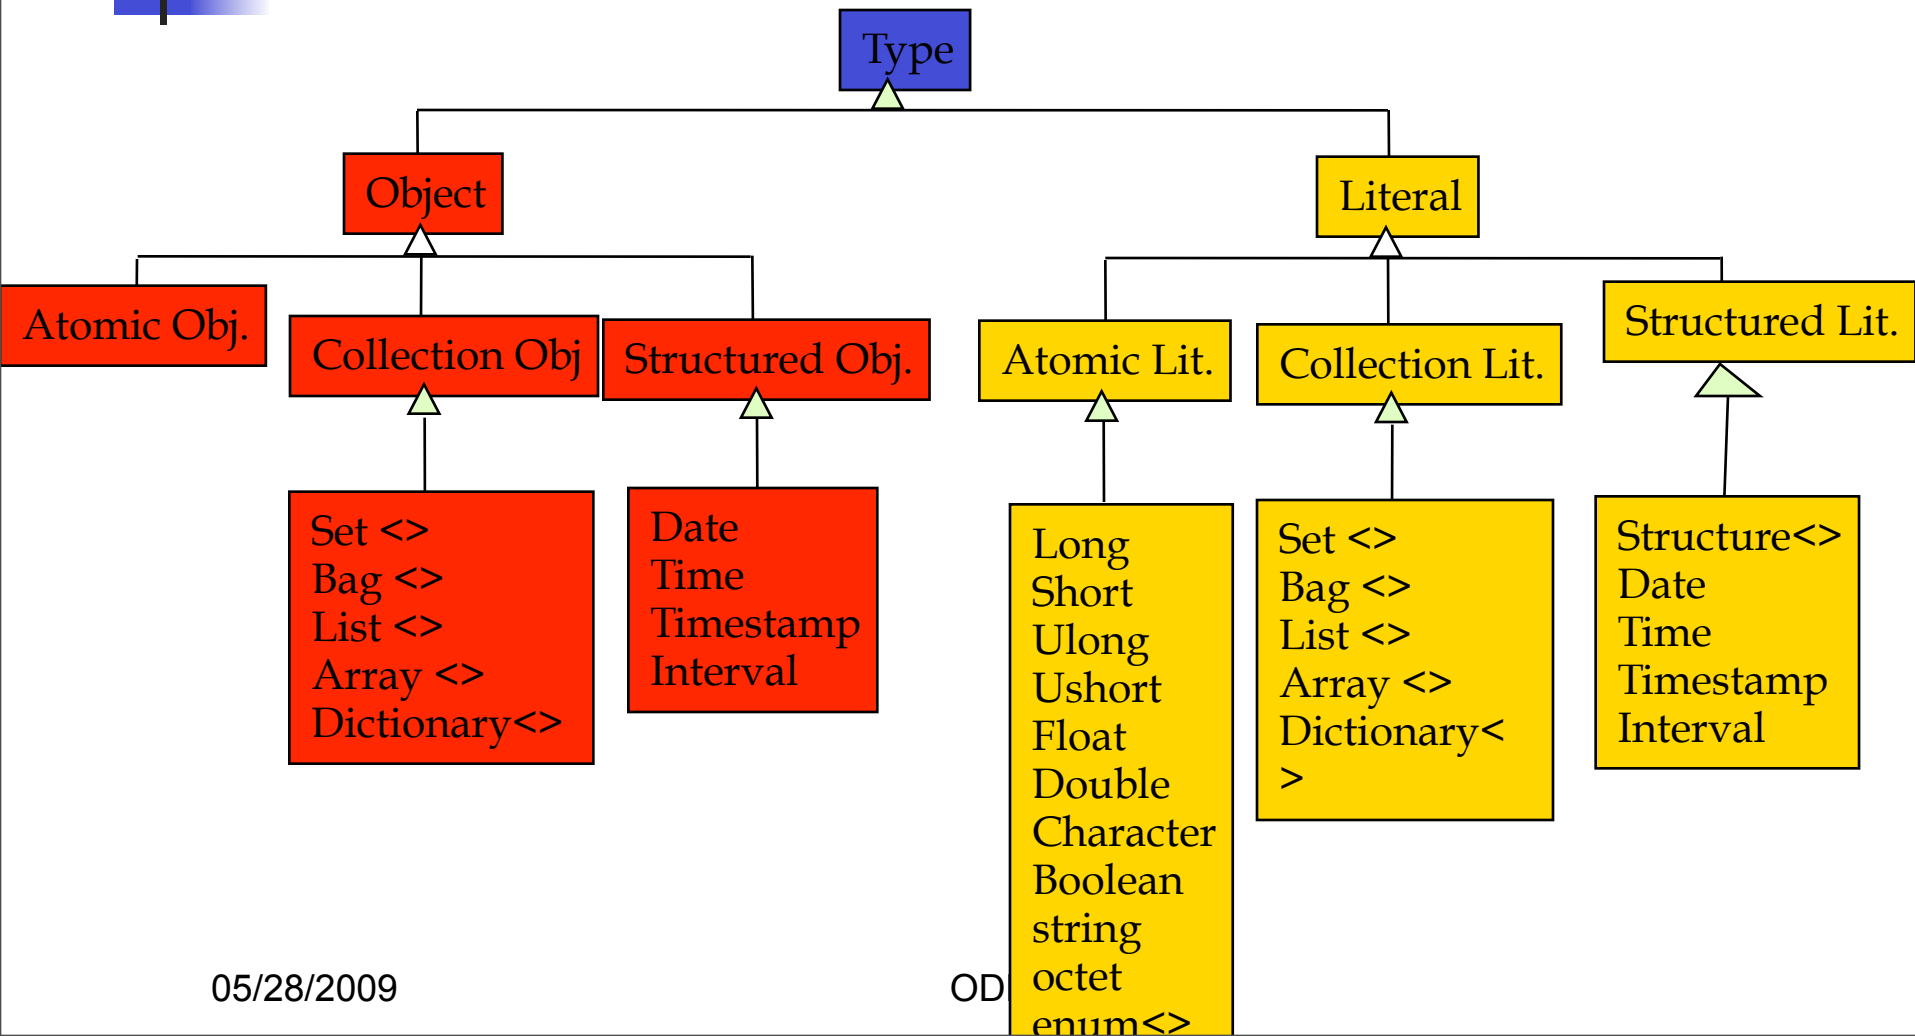 Type
Object
Literal
Atomic Obj.
Collection Obj
Structured Obj.
Atomic Lit.
Collection Lit.
Structured Lit.
Set <>
Bag <>
List <>
Array <>
Dictionary<>
Date
Time
Timestamp
Interval
Long
Short
Ulong
Ushort
Float
Double
Character
Boolean
string
octet
enum<>
Set <>
Bag <>
List <>
Array <>
Dictionary<
>
Structure<>
Date
Time
Timestamp
Interval
05/28/2009